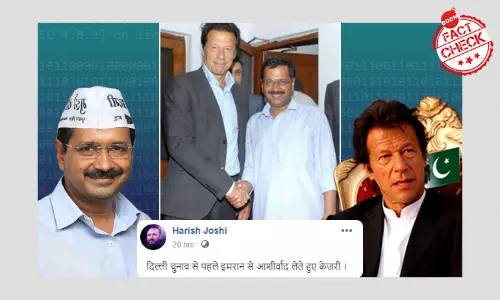 BOOM
FACT
CHECK
Harish Joshi
20 hrs
दिल्ली चुनाव से पहले इमरान से आशीर्वाद लेते हुए केजरी ।